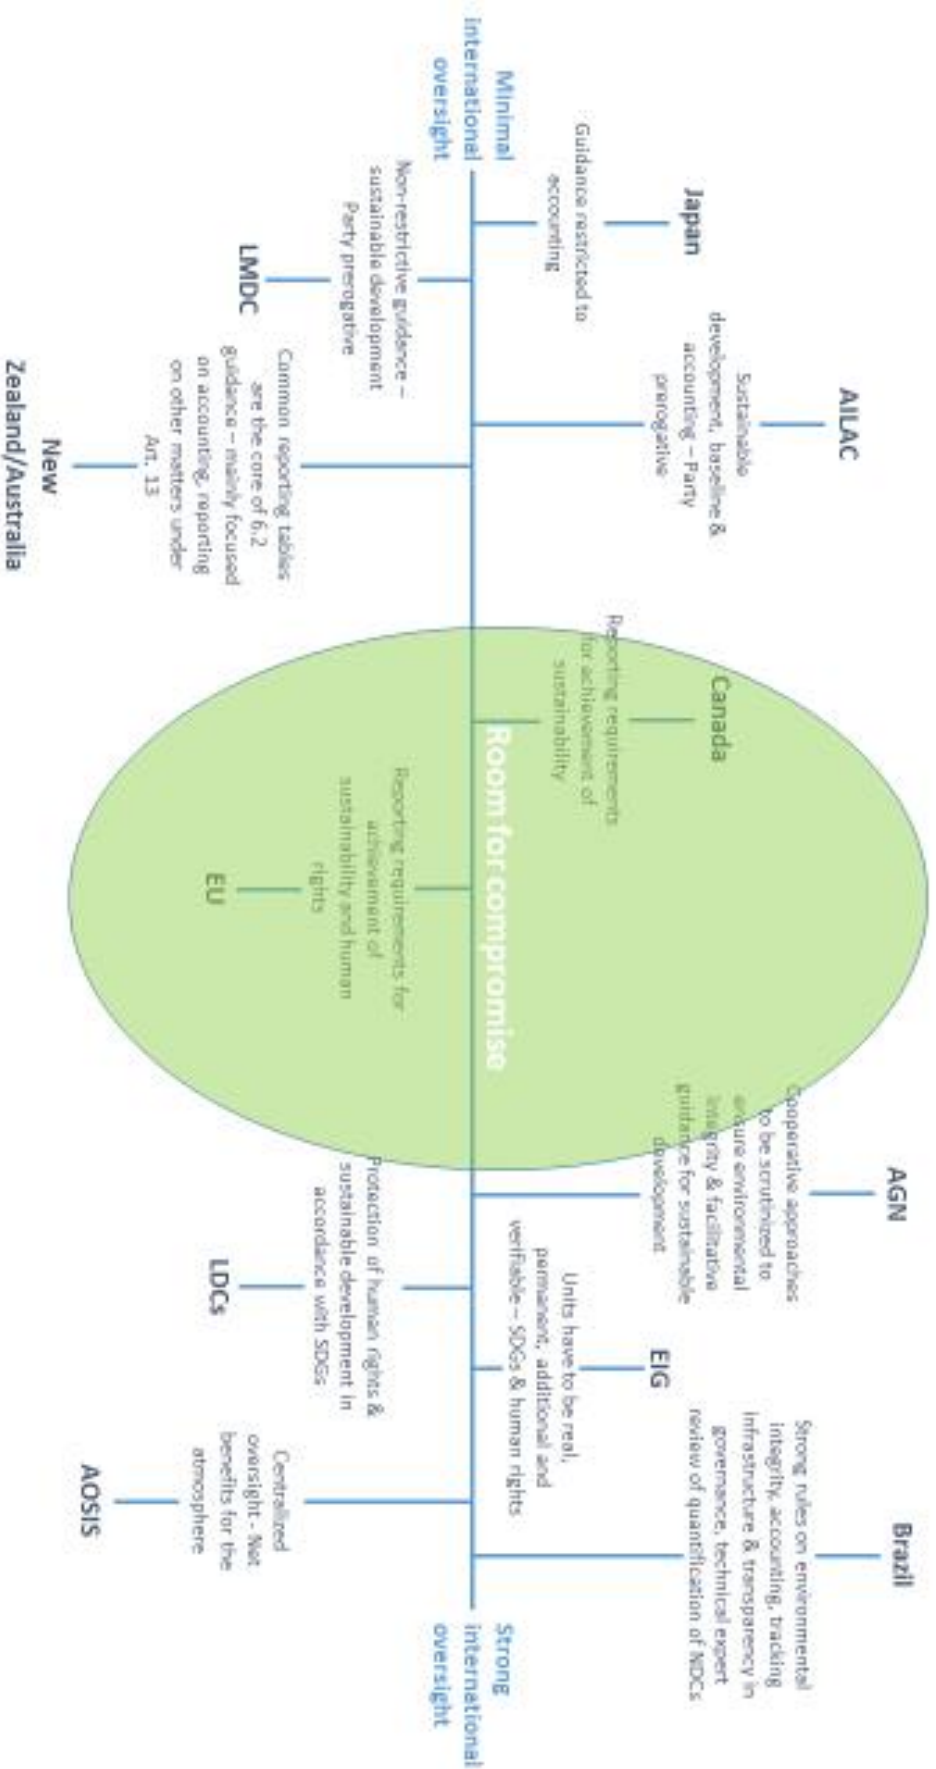 Minimal
international
oversight
Japan
Guidance restricted to
accounting
Non-restrictive guidance –
sustainable development
Party prerogative
LMDC
AILAC
Sustainable
development, baseline &
accounting – Party
prerogative
Common reporting tables
are the core of 6.2
guidance – mainly focused
on accounting, reporting
on other matters under
Art. 13
New
Zealand/Australia
Canada
Reporting requirements
for achievement of
sustainability
Room for compromise
Reporting requirements for
achievement of
sustainability and human
rights
EU
AGN
Cooperative approaches
to be scrutinized to
ensure environmental
integrity & facilitative
guidance for sustainable
development
Protection of human rights &
sustainable development in
accordance with SDGs
LDCs
EIG
Units have to be real,
permanent, additional and
verifiable – SDGs & human rights
Centralized
oversight - Net
benefits for the
atmosphere
AOSIS
Brazil
Strong rules on environmental
integrity, accounting, tracking
infrastructure & transparency in
governance, technical expert
review of quantification of NDCs
Strong
international
oversight